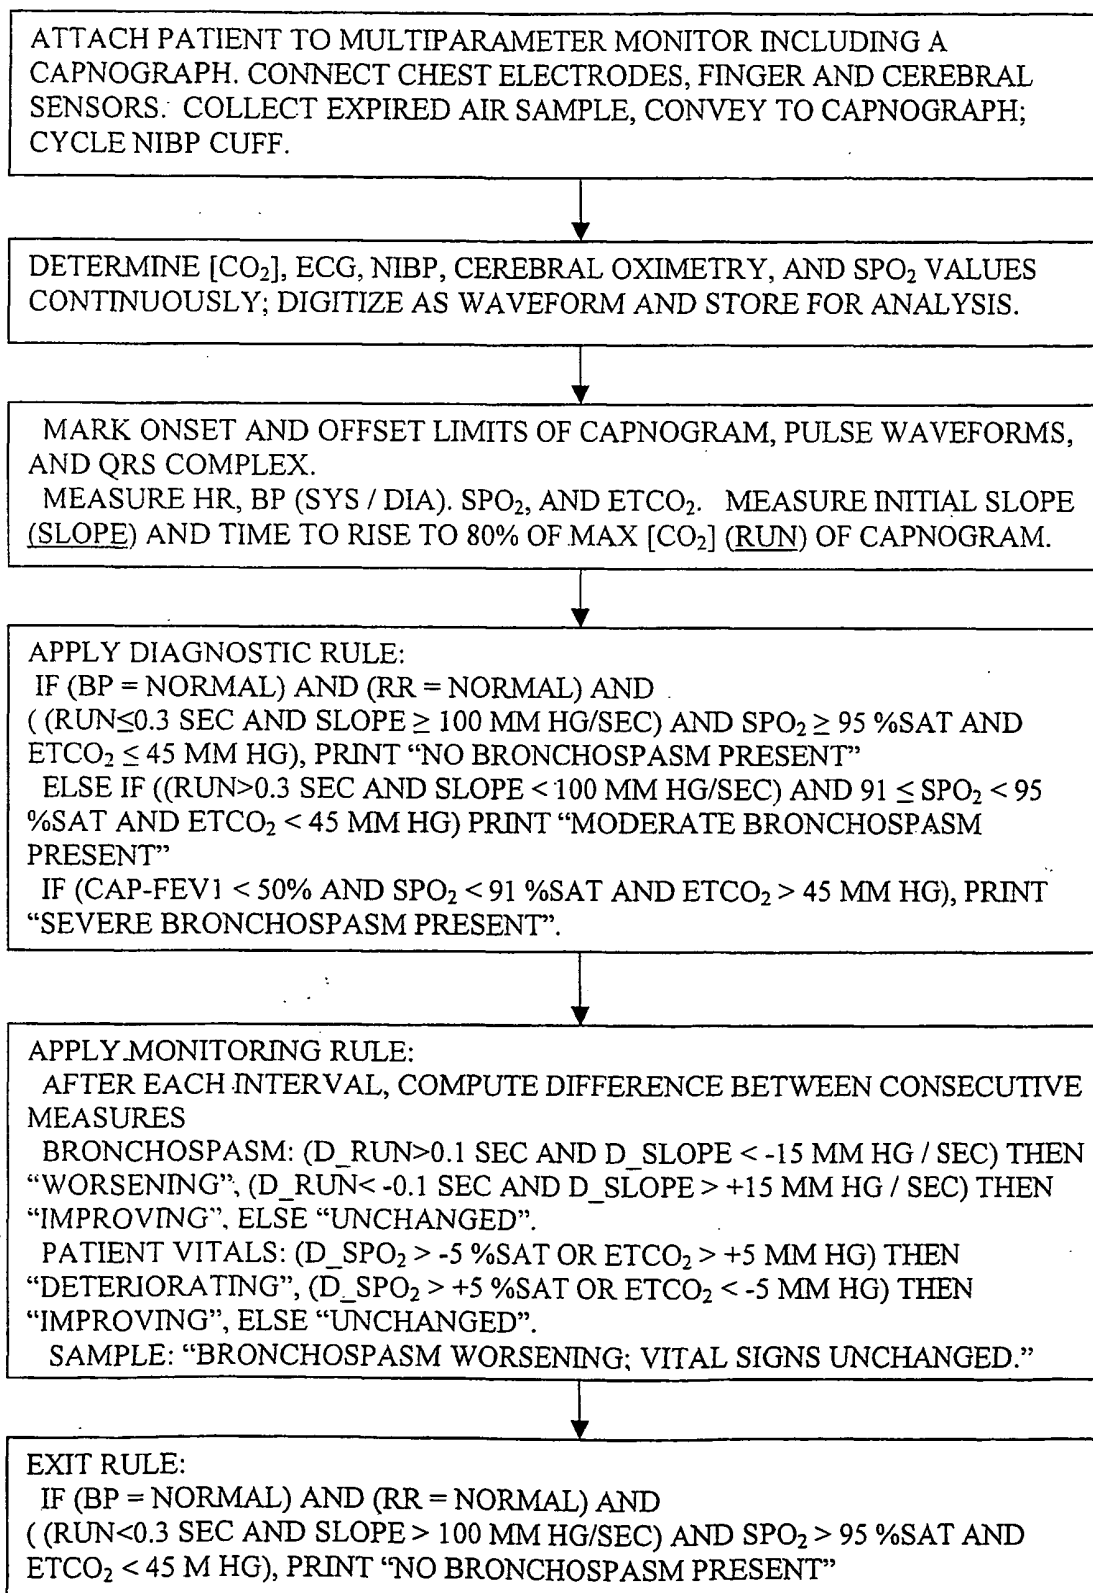 ATTACH PATIENT TO MULTIPARAMETER MONITOR INCLUDING A
CAPNOGRAPH. CONNECT CHEST ELECTRODES, FINGER AND CEREBRAL
SENSORS. COLLECT EXPIRED AIR SAMPLE, CONVEY TO CAPNOGRAPH;
CYCLE NIBP CUFF.
DETERMINE [CO₂], ECG, NIBP, CEREBRAL OXIMETRY, AND SPO₂ VALUES
CONTINUOUSLY; DIGITIZE AS WAVEFORM AND STORE FOR ANALYSIS.
MARK ONSET AND OFFSET LIMITS OF CAPNOGRAM, PULSE WAVEFORMS,
AND QRS COMPLEX.
MEASURE HR, BP (SYS / DIA). SPO₂, AND ETCO₂. MEASURE INITIAL SLOPE
(SLOPE) AND TIME TO RISE TO 80% OF MAX [CO₂] (RUN) OF CAPNOGRAM.
APPLY DIAGNOSTIC RULE:
IF (BP = NORMAL) AND (RR = NORMAL) AND
( (RUN≤0.3 SEC AND SLOPE ≥ 100 MM HG/SEC) AND SPO₂ ≥ 95 %SAT AND
ETCO₂ ≤ 45 MM HG), PRINT “NO BRONCHOSPASM PRESENT”
ELSE IF ((RUN>0.3 SEC AND SLOPE < 100 MM HG/SEC) AND 91 ≤ SPO₂ < 95
%SAT AND ETCO₂ < 45 MM HG) PRINT “MODERATE BRONCHOSPASM
PRESENT”
IF (CAP-FEV1 < 50% AND SPO₂ < 91 %SAT AND ETCO₂ > 45 MM HG), PRINT
“SEVERE BRONCHOSPASM PRESENT”.
APPLY MONITORING RULE:
AFTER EACH INTERVAL, COMPUTE DIFFERENCE BETWEEN CONSECUTIVE
MEASURES
BRONCHOSPASM: (D_RUN>0.1 SEC AND D_SLOPE < -15 MM HG / SEC) THEN
“WORSENING”, (D_RUN< -0.1 SEC AND D_SLOPE > +15 MM HG / SEC) THEN
“IMPROVING”, ELSE “UNCHANGED”.
PATIENT VITALS: (D_SPO₂ > -5 %SAT OR ETCO₂ > +5 MM HG) THEN
“DETERIORATING”, (D_SPO₂ > +5 %SAT OR ETCO₂ < -5 MM HG) THEN
“IMPROVING”, ELSE “UNCHANGED”.
SAMPLE: “BRONCHOSPASM WORSENING; VITAL SIGNS UNCHANGED.”
EXIT RULE:
IF (BP = NORMAL) AND (RR = NORMAL) AND
( (RUN<0.3 SEC AND SLOPE > 100 MM HG/SEC) AND SPO₂ > 95 %SAT AND
ETCO₂ < 45 M HG), PRINT “NO BRONCHOSPASM PRESENT”